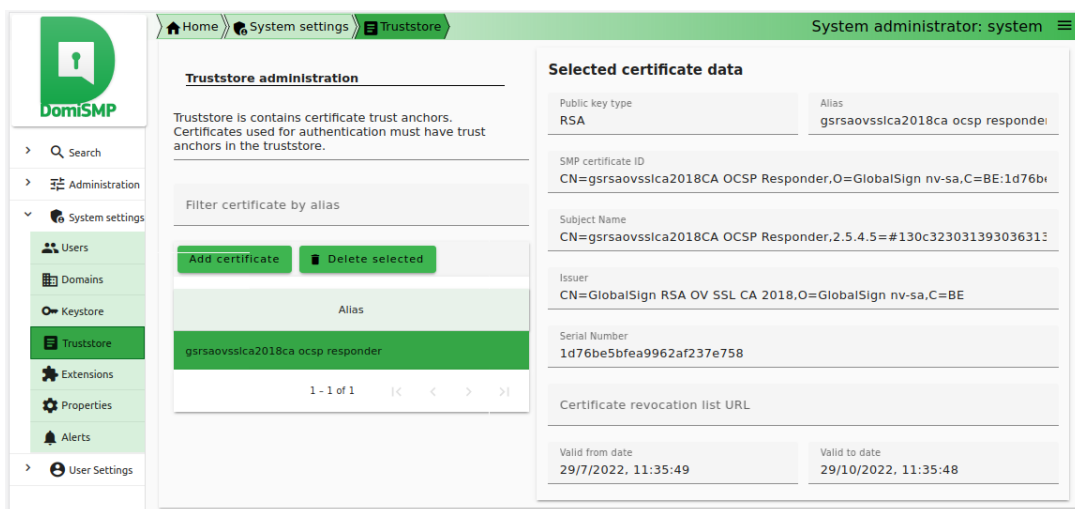 Home
System settings
Truststore
System administrator: system
DomiSMP
Search
Administration
System settings
Users
Domains
Keystore
Truststore
Extensions
Properties
Alerts
User Settings
Truststore administration
Truststore is contains certificate trust anchors.
Certificates used for authentication must have trust
anchors in the truststore.
Filter certificate by alias
Add certificate
Delete selected
Alias
gsrsaovsslca2018ca ocsp responder
1 – 1 of 1
Selected certificate data
Public key type
RSA
Alias
gsrsaovsslca2018ca ocsp responder
SMP certificate ID
CN=gsrsaovsslca2018CA OCSP Responder,O=GlobalSign nv-sa,C=BE:1d76be
Subject Name
CN=gsrsaovsslca2018CA OCSP Responder,2.5.4.5=#130c323031393036313
Issuer
CN=GlobalSign RSA OV SSL CA 2018,O=GlobalSign nv-sa,C=BE
Serial Number
1d76be5bfea9962af237e758
Certificate revocation list URL
Valid from date
29/7/2022, 11:35:49
Valid to date
29/10/2022, 11:35:48